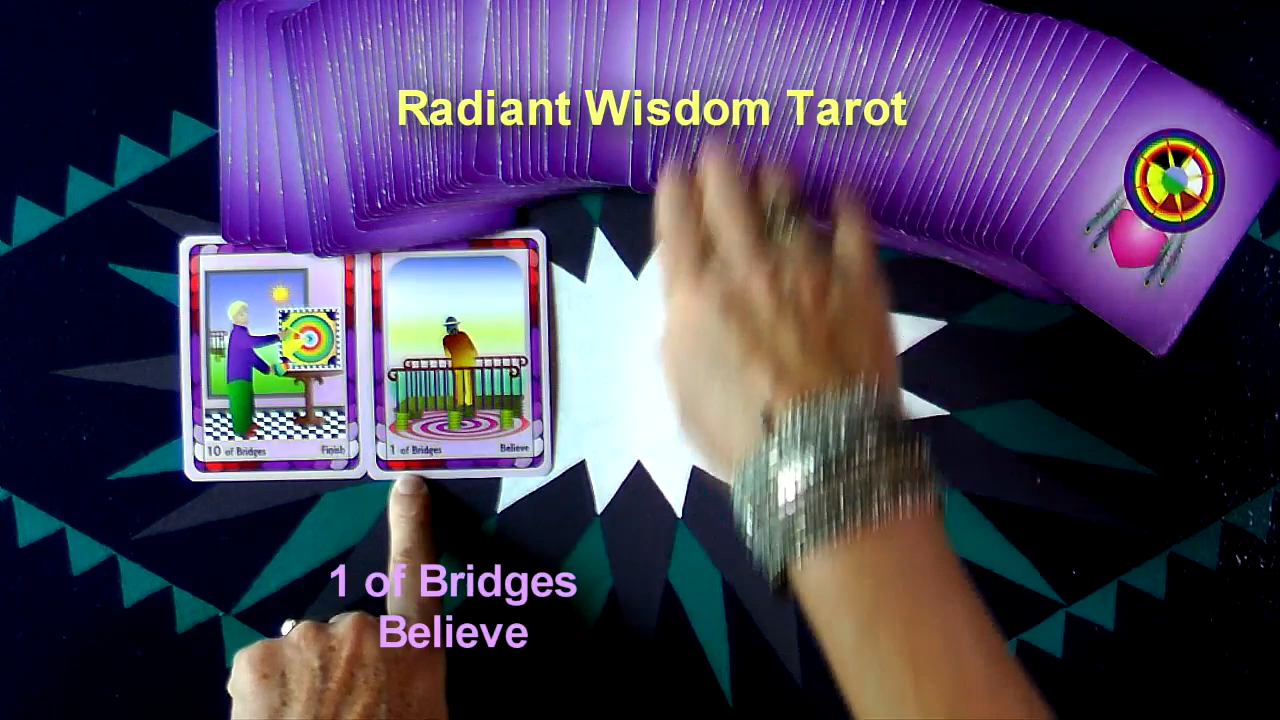 Radiant Wisdom Tarot
10 of Bridges Finish
1 of Bridges Believe
1 of Bridges
Believe